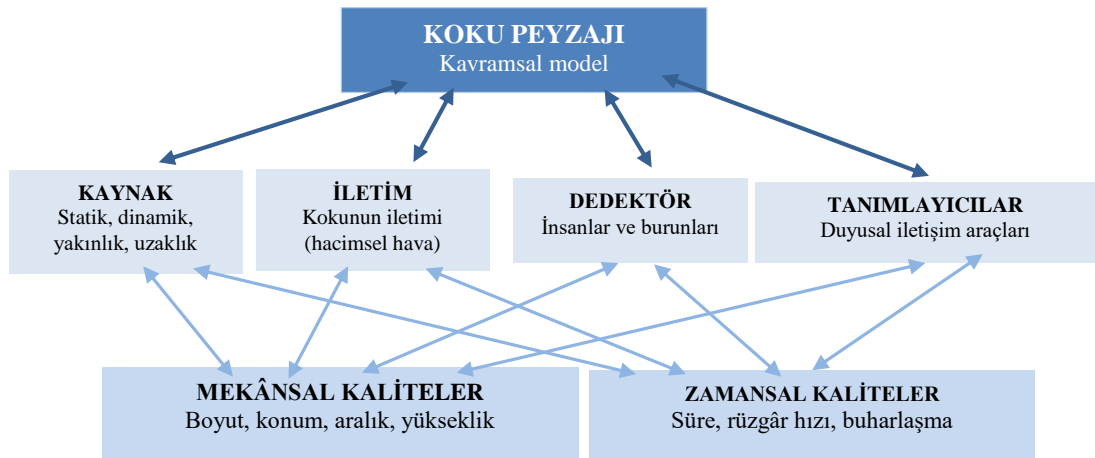 KOKU PEYZAJI
Kavramsal model
KAYNAK
Statik, dinamik,
yakınlık, uzaklık
İLETİM
Kokunun iletimi
(hacimsel hava)
DEDEKTÖR
İnsanlar ve burunları
TANIMLAYICILAR
Duyusal iletişim araçları
MEKÂNSAL KALİTELER
Boyut, konum, aralık, yükseklik
ZAMANSAL KALİTELER
Süre, rüzgâr hızı, buharlaşma